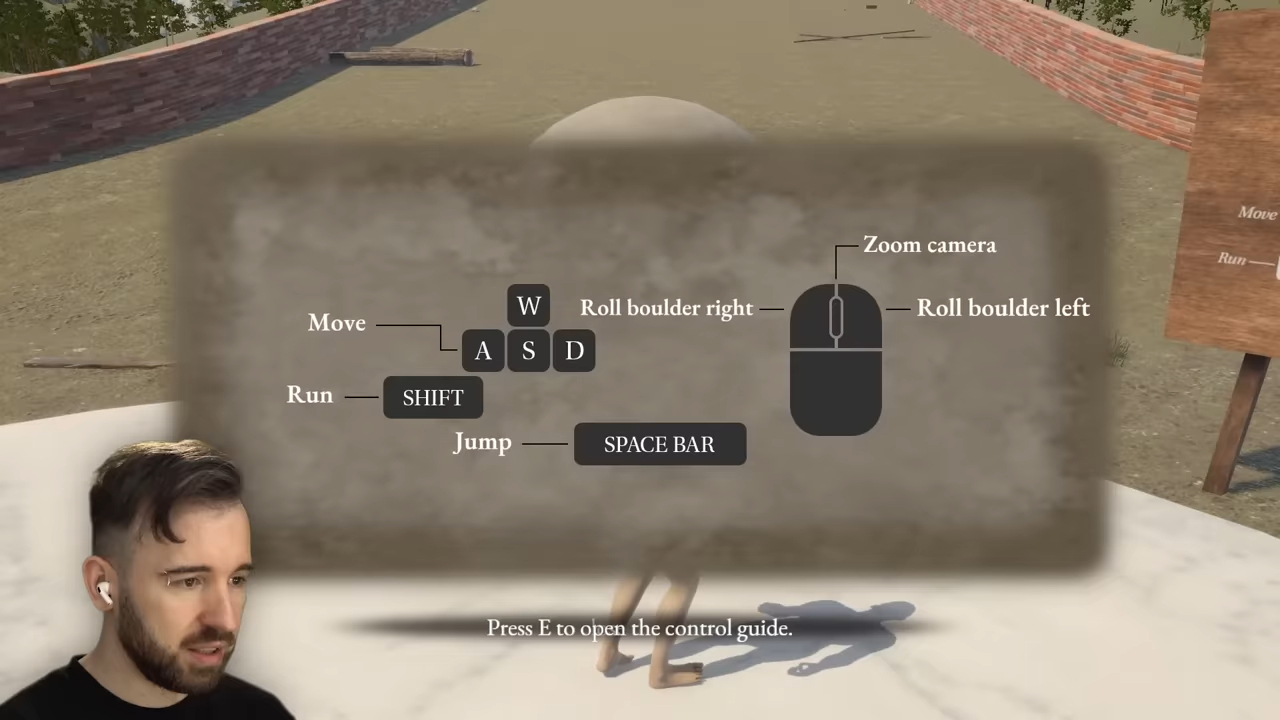 Zoom camera
Move
W
Roll boulder right
Roll boulder left
A S D
Run
SHIFT
Jump
SPACE BAR
Press E to open the control guide.
Move
Run